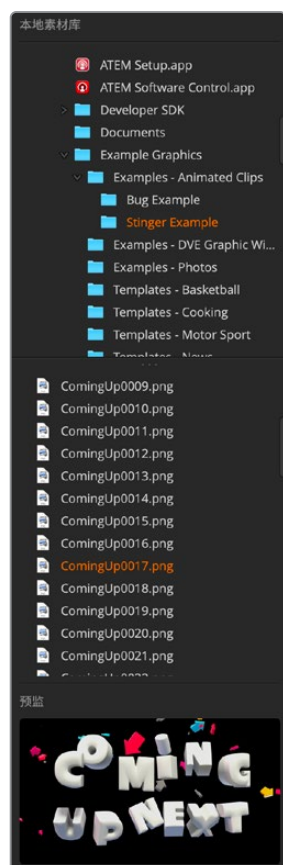 本地素材库
ATEM Setup.app
ATEM Software Control.app
Developer SDK
Documents
Example Graphics
Examples - Animated Clips
Bug Example
Stinger Example
Examples - DVE Graphic Wi...
Examples - Photos
Templates - Basketball
Templates - Cooking
Templates - Motor Sport
Templates - News
ComingUp0009.png
ComingUp0010.png
ComingUp0011.png
ComingUp0012.png
ComingUp0013.png
ComingUp0014.png
ComingUp0015.png
ComingUp0016.png
ComingUp0017.png
ComingUp0018.png
ComingUp0019.png
ComingUp0020.png
ComingUp0021.png
预监
COMiNG
UP NEXT